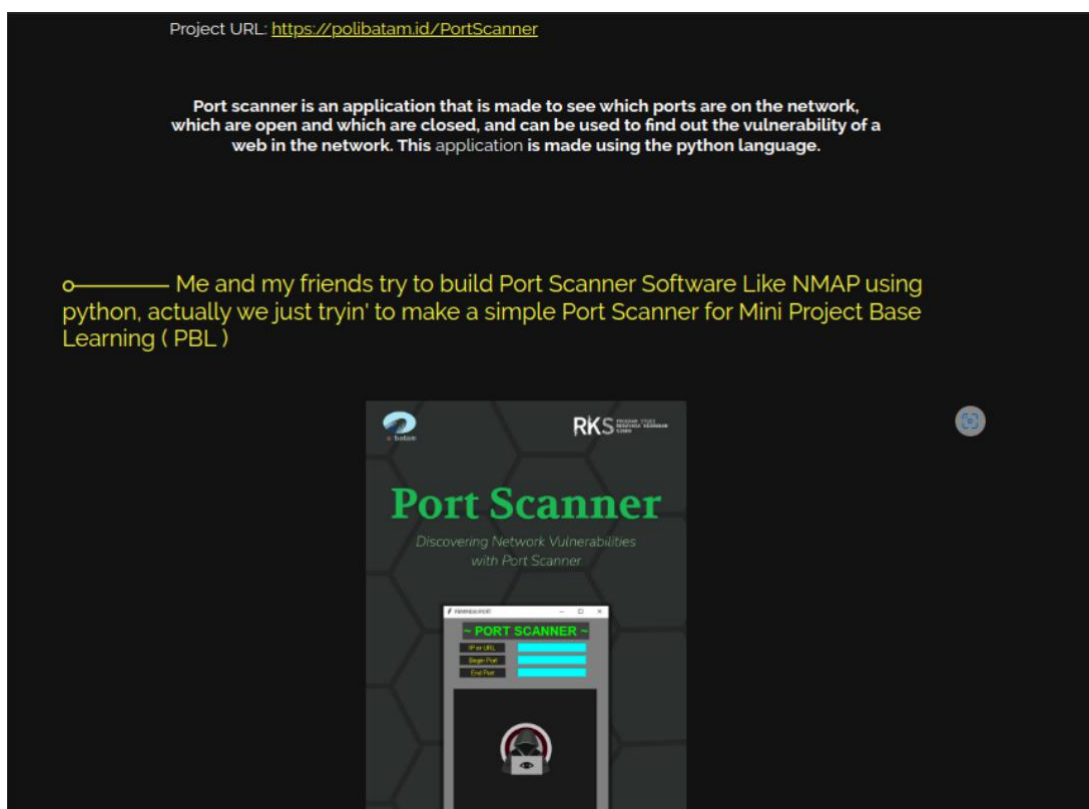 Project URL: https://polibatam.id/PortScanner
Port scanner is an application that is made to see which ports are on the network,
which are open and which are closed, and can be used to find out the vulnerability of a
web in the network. This application is made using the python language.
Me and my friends try to build Port Scanner Software Like NMAP using
python, actually we just tryin' to make a simple Port Scanner for Mini Project Base
Learning ( PBL )
batam
RKS
Port Scanner
Discovering Network Vulnerabilities
with Port Scanner
~ PORT SCANNER ~
IP or URL
Begin Port
End Port